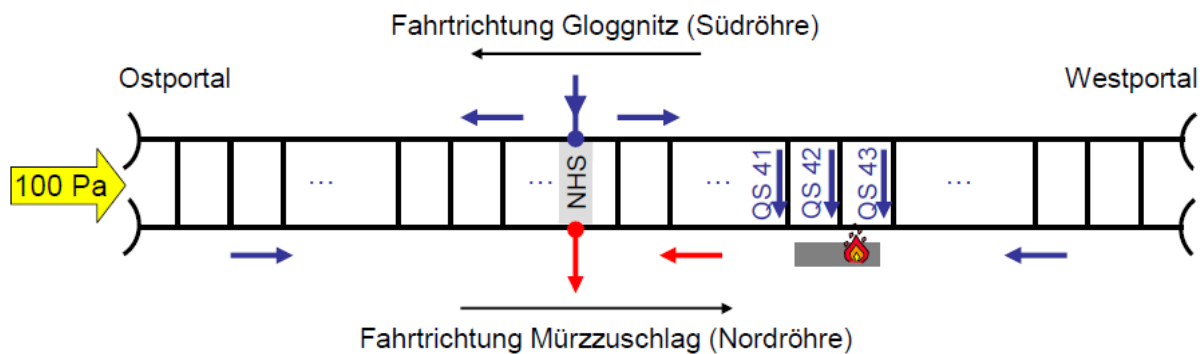 Fahrtrichtung Gloggnitz (Südröhre)
Ostportal
Westportal
100 Pa
...
...
NHS
...
QS 41
QS 42
QS 43
...
Fahrtrichtung Mürzzuschlag (Nordröhre)